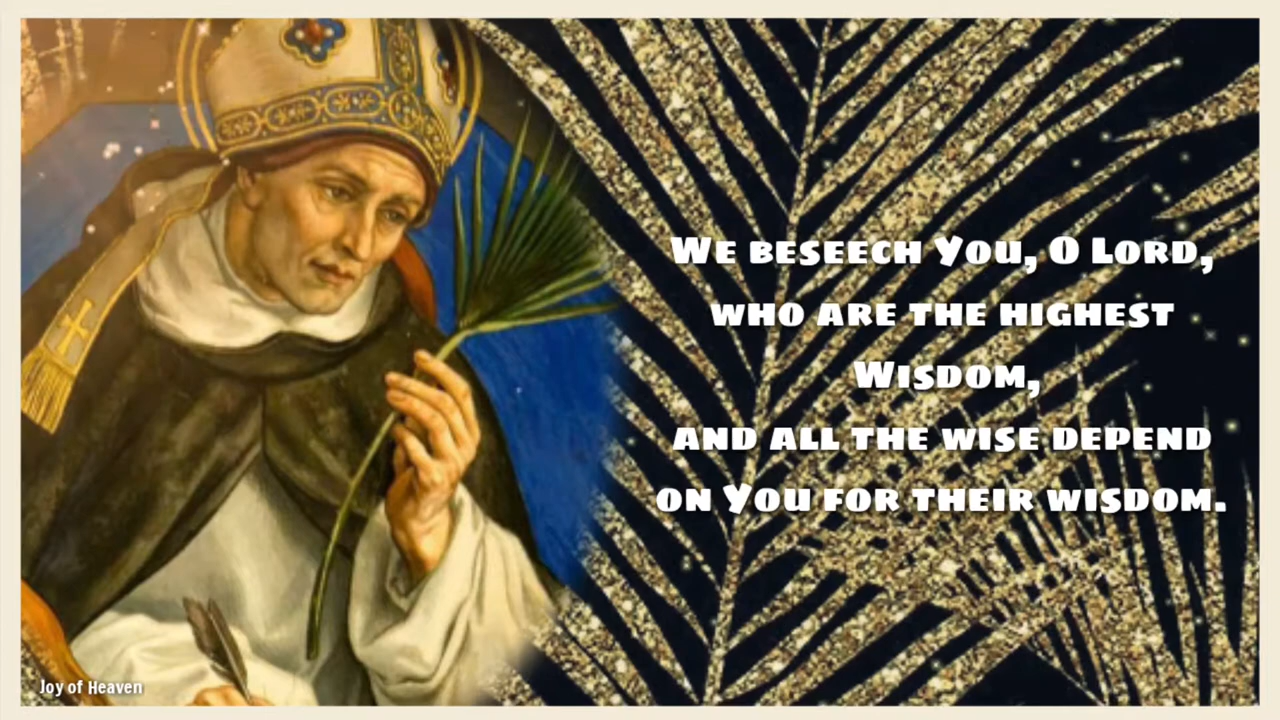 We beseech You, O Lord,
who are the highest
Wisdom,
and all the wise depend
on You for their wisdom.
Joy of Heaven